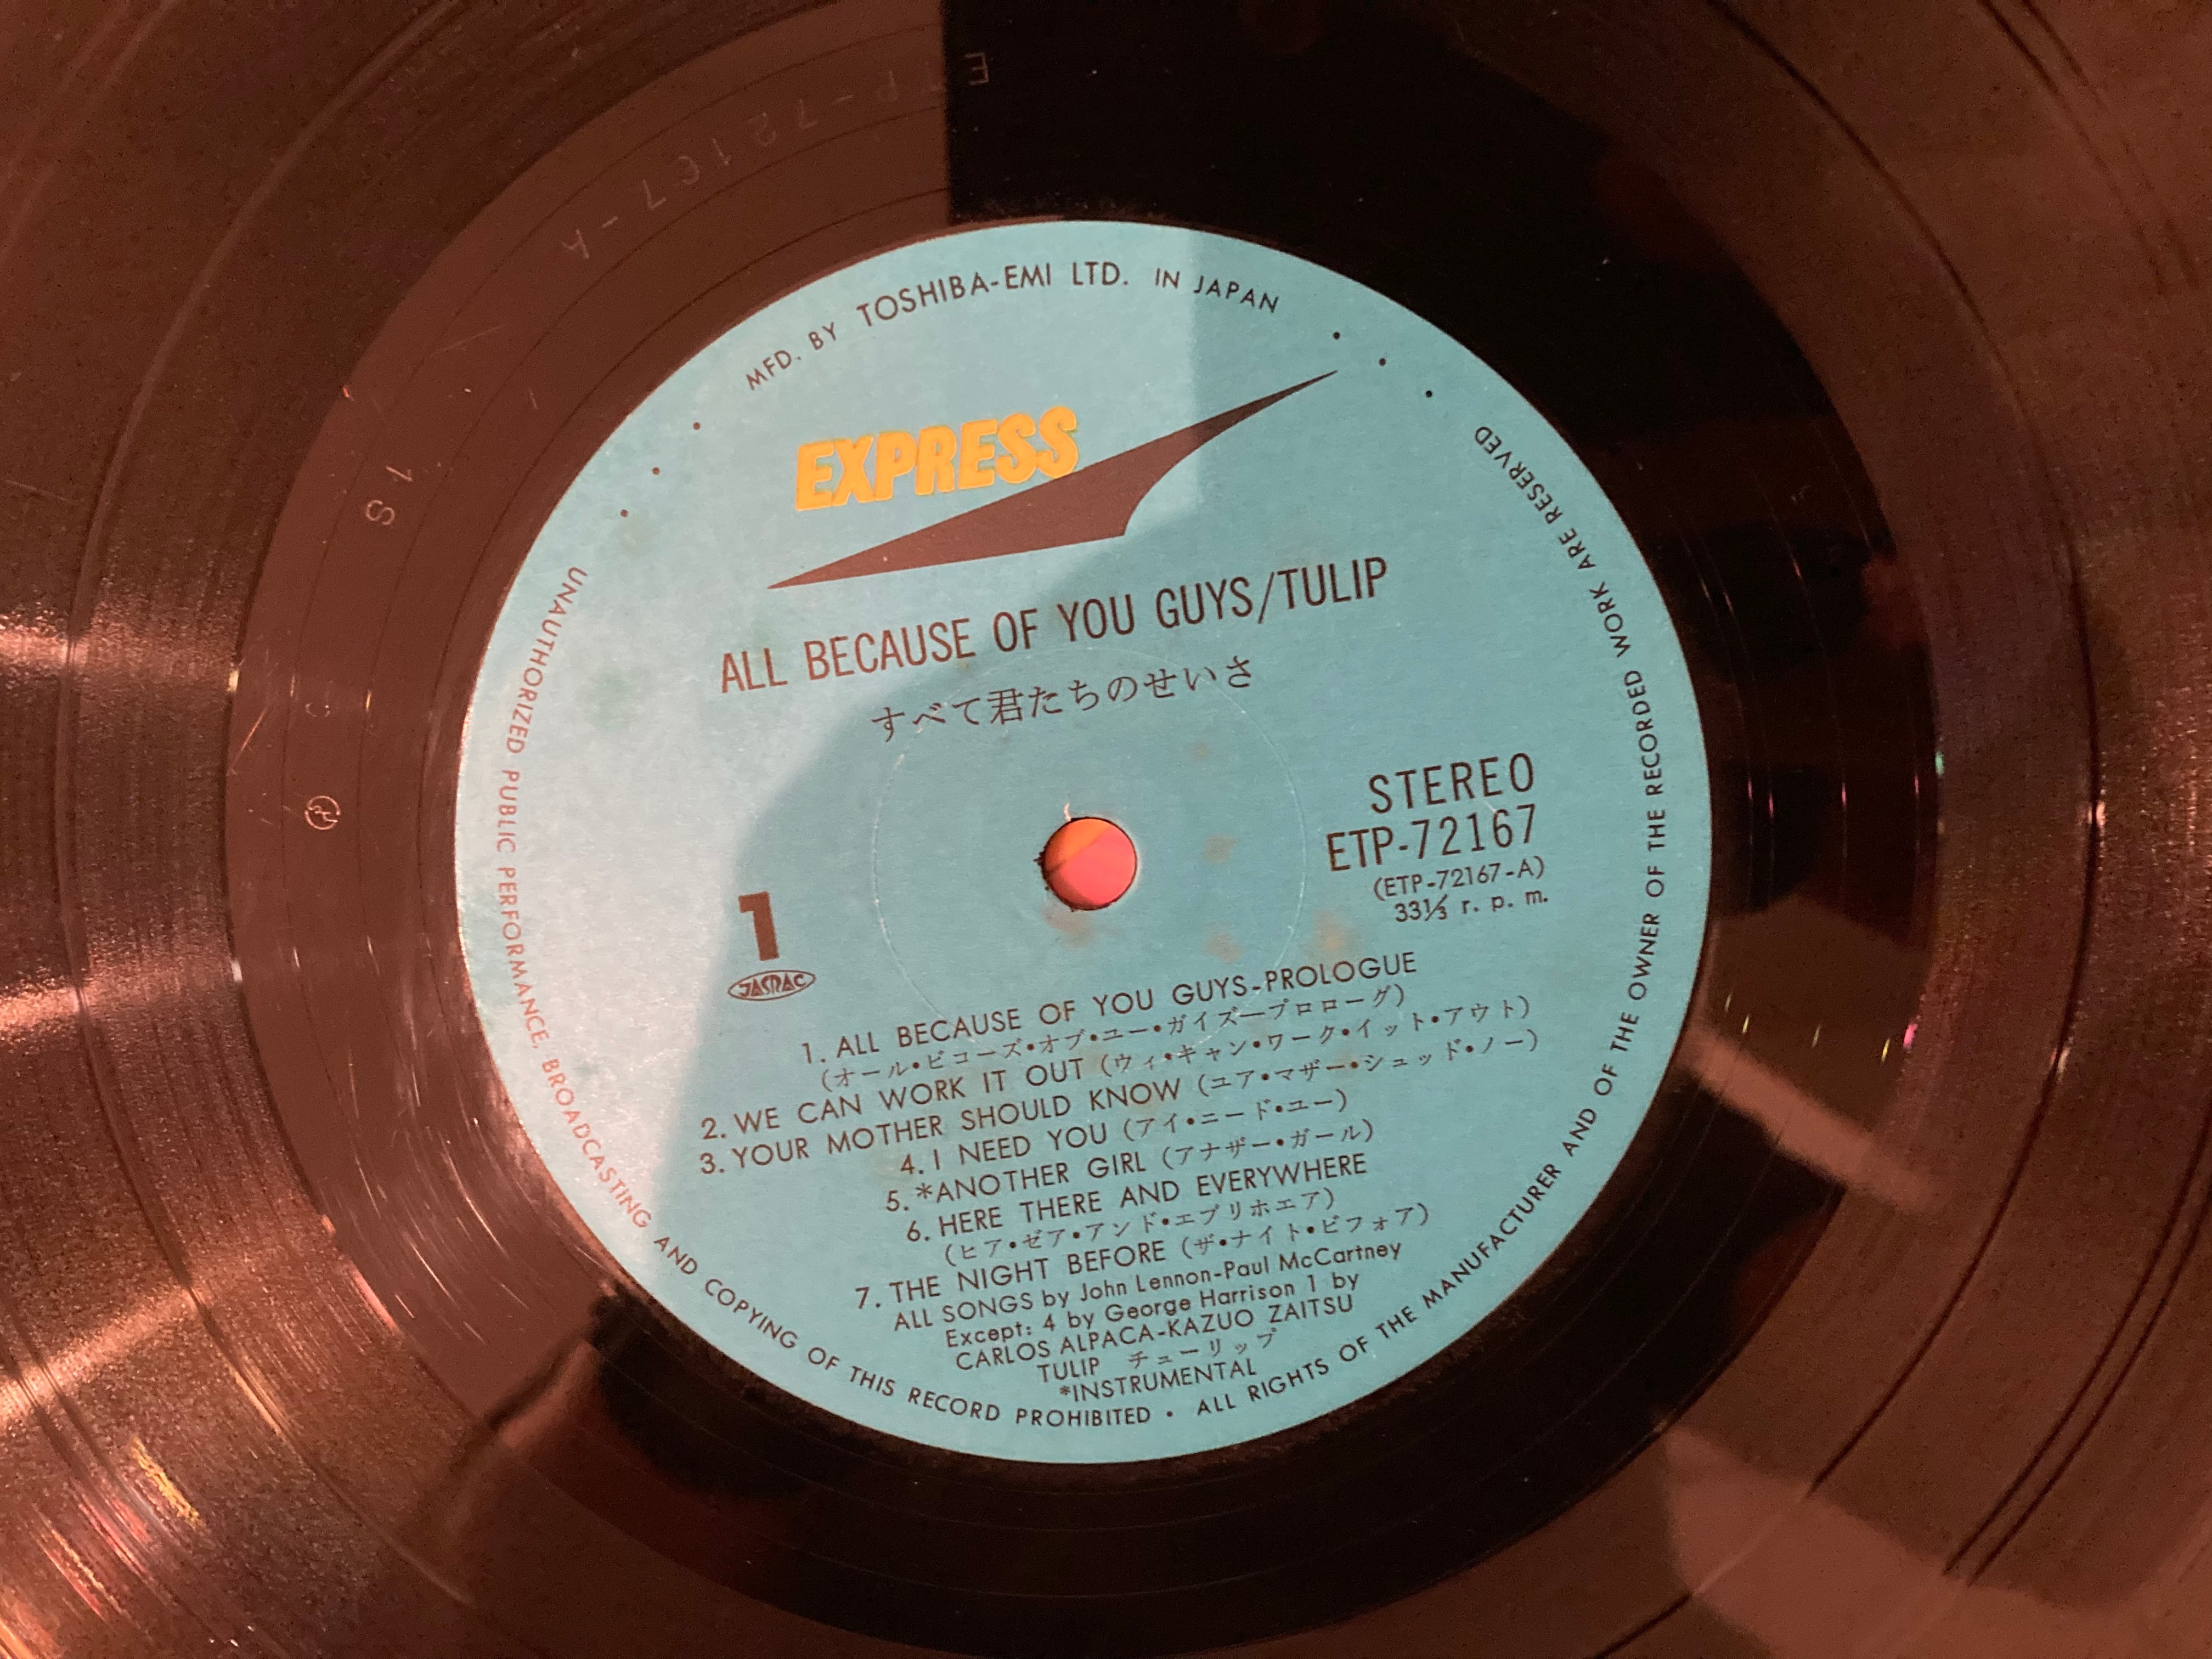 ETP-72167-A
1S
MFD. BY TOSHIBA-EMI LTD. IN JAPAN
EXPRESS
ALL BECAUSE OF YOU GUYS/TULIP
すべて君たちのせいさ
STEREO
ETP-72167
(ETP-72167-A)
33⅓ r. p. m.
1
JASRAC
1. ALL BECAUSE OF YOU GUYS-PROLOGUE
(オール・ビコーズ・オブ・ユー・ガイズープロローグ)
2. WE CAN WORK IT OUT (ウィ・キャン・ワーク・イット・アウト)
3. YOUR MOTHER SHOULD KNOW (ユア・マザー・シュッド・ノー)
4. I NEED YOU (アイ・ニード・ユー)
5. *ANOTHER GIRL (アナザー・ガール)
6. HERE THERE AND EVERYWHERE
(ヒア・ゼア・アンド・エブリホエア)
7. THE NIGHT BEFORE (ザ・ナイト・ビフォア)
ALL SONGS by John Lennon-Paul McCartney
Except: 4 by George Harrison 1 by
CARLOS ALPACA-KAZUO ZAITSU
TULIP チューリップ
*INSTRUMENTAL
UNAUTHORIZED PUBLIC PERFORMANCE, BROADCASTING AND COPYING OF THIS RECORD PROHIBITED • ALL RIGHTS OF THE MANUFACTURER AND OF THE OWNER OF THE RECORDED WORK ARE RESERVED